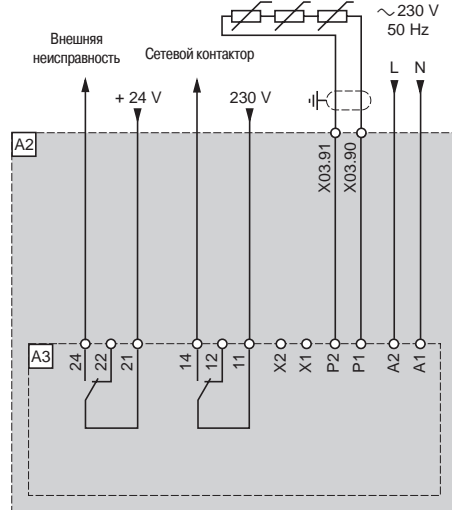 ∼ 230 V
50 Hz
Внешняя
неисправность
Сетевой контактор
L N
+ 24 V
230 V
A2
X03.91
X03.90
A3
24
22
21
14
12
11
X2
X1
P2
P1
A2
A1